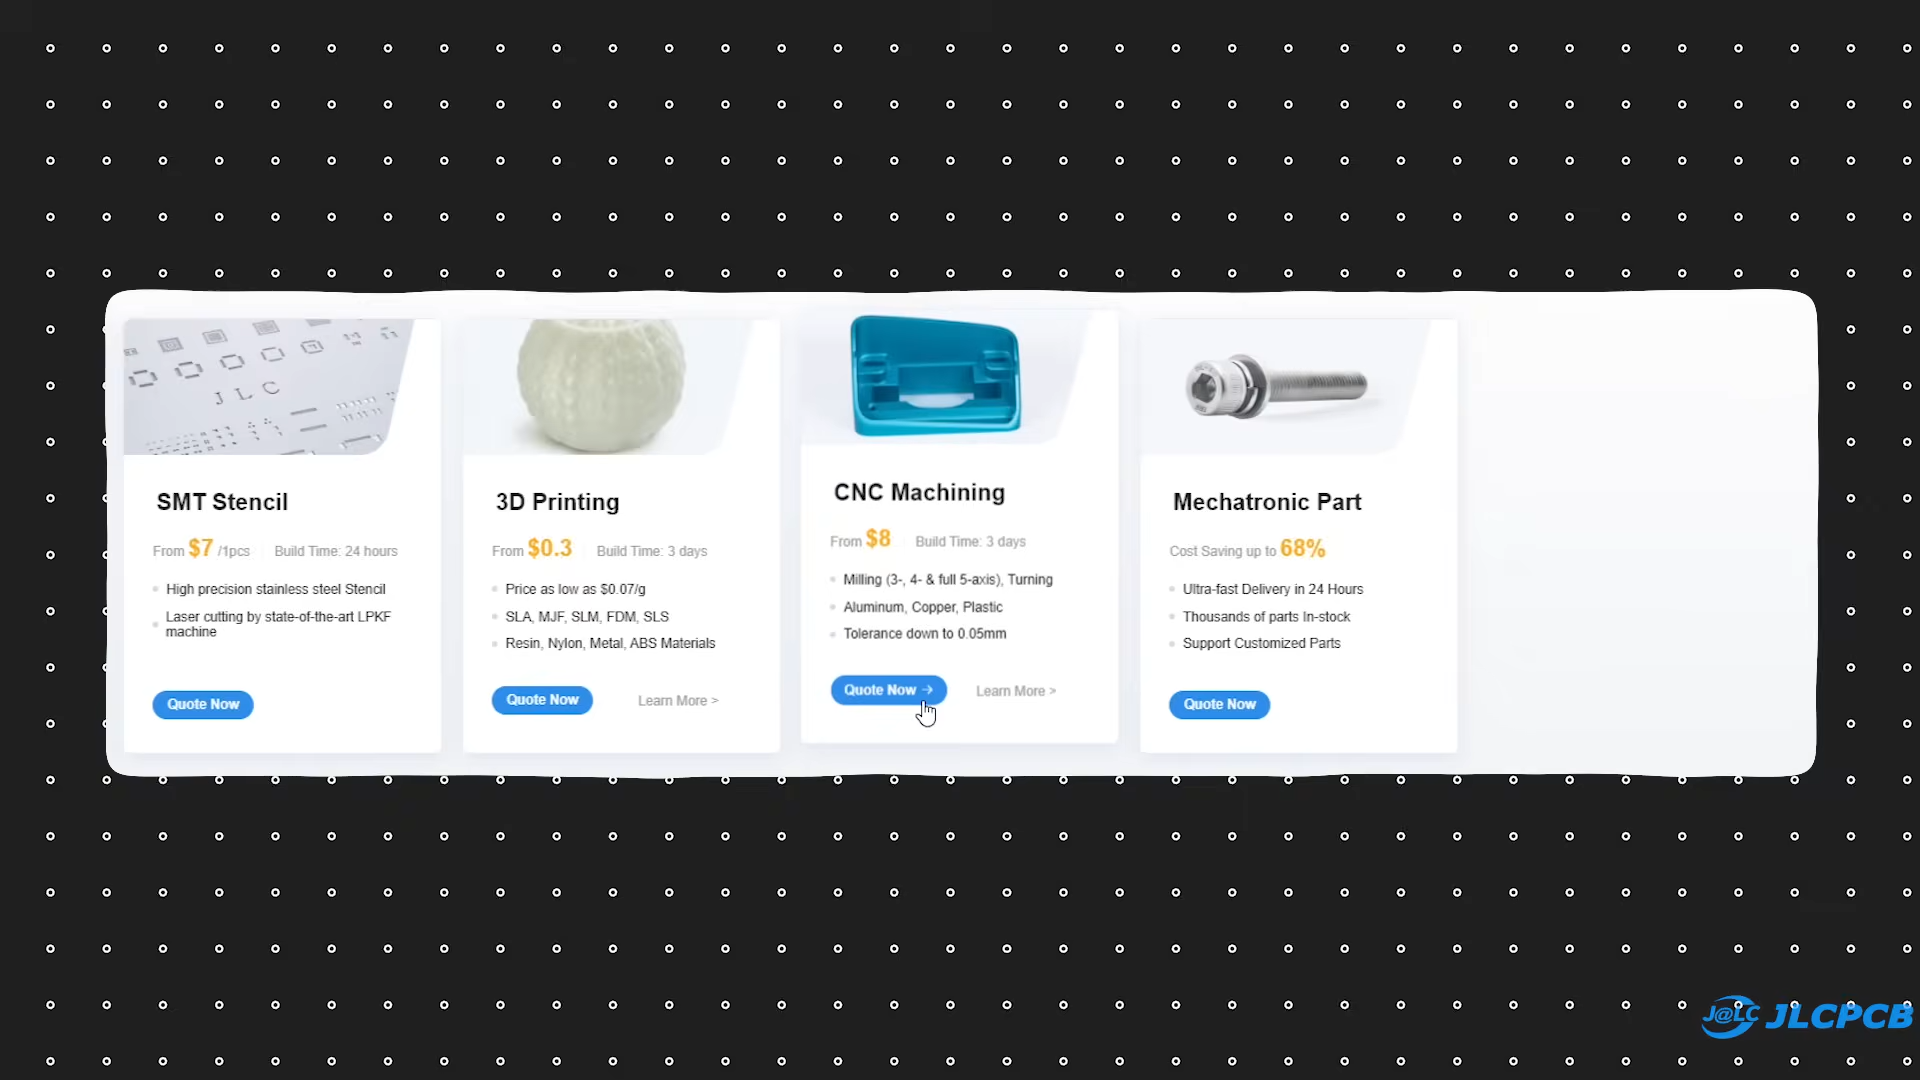 J L C
SMT Stencil
From $7 /1pcs Build Time: 24 hours
High precision stainless steel Stencil
Laser cutting by state-of-the-art LPKF
machine
Quote Now
3D Printing
From $0.3 Build Time: 3 days
Price as low as $0.07/g
SLA, MJF, SLM, FDM, SLS
Resin, Nylon, Metal, ABS Materials
Quote Now Learn More >
CNC Machining
From $8 Build Time: 3 days
Milling (3-, 4- & full 5-axis), Turning
Aluminum, Copper, Plastic
Tolerance down to 0.05mm
Quote Now → Learn More >
Mechatronic Part
Cost Saving up to 68%
Ultra-fast Delivery in 24 Hours
Thousands of parts In-stock
Support Customized Parts
Quote Now
J@LC JLCPCB